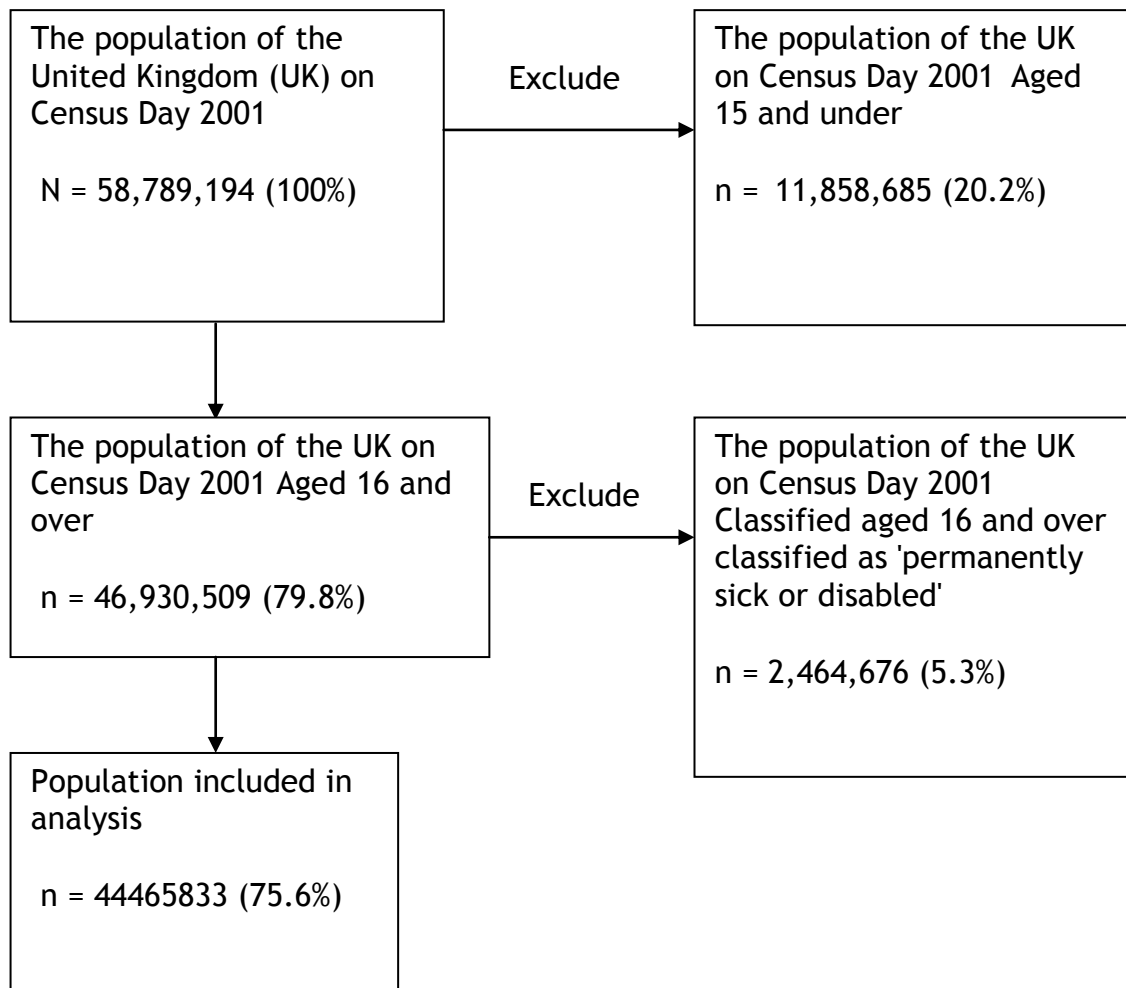 The population of the
United Kingdom (UK) on
Census Day 2001
N = 58,789,194 (100%)
Exclude
The population of the UK
on Census Day 2001 Aged
15 and under
n = 11,858,685 (20.2%)
The population of the UK on
Census Day 2001 Aged 16 and
over
n = 46,930,509 (79.8%)
Exclude
The population of the UK
on Census Day 2001
Classified aged 16 and over
classified as 'permanently
sick or disabled'
n = 2,464,676 (5.3%)
Population included in
analysis
n = 44465833 (75.6%)